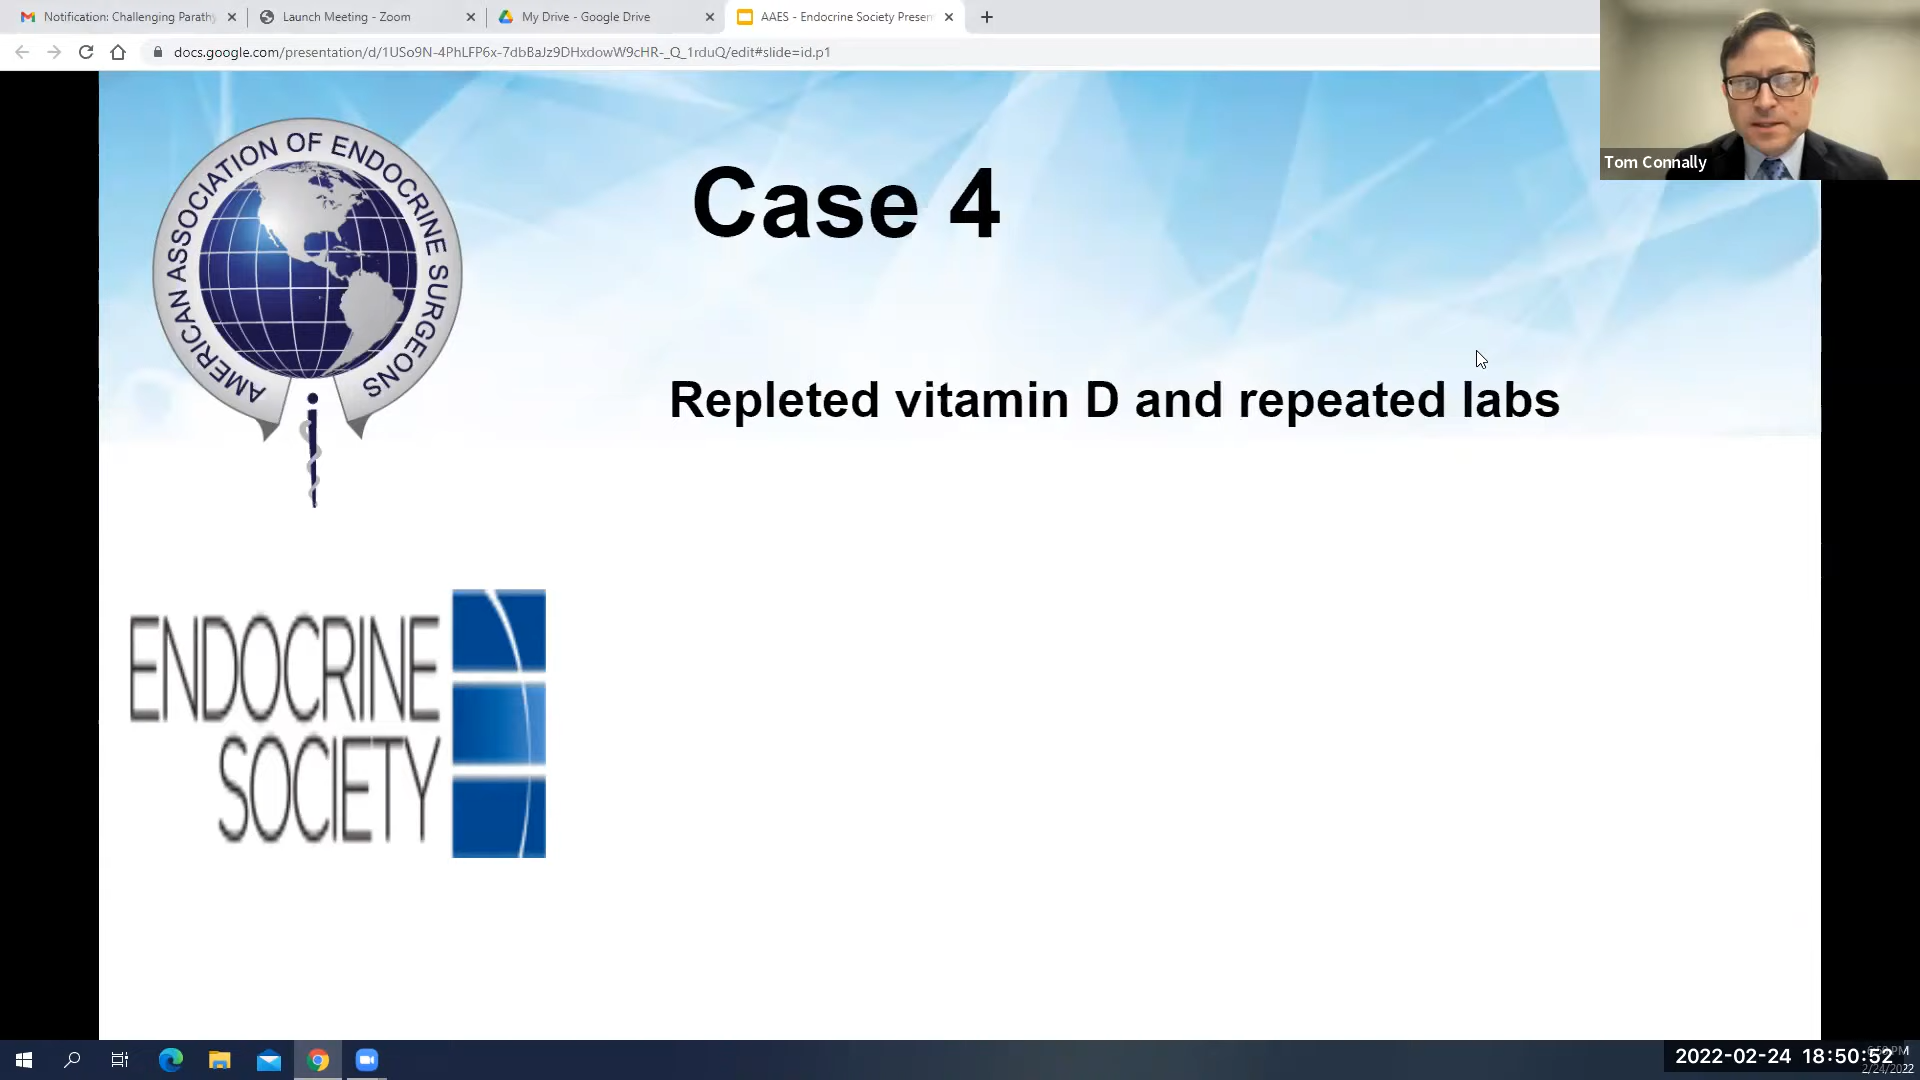 Notification: Challenging Parathy
Launch Meeting - Zoom
My Drive - Google Drive
AAES - Endocrine Society Presen
docs.google.com/presentation/d/1USo9N-4PhLFP6x-7dbBaJz9DHxdowW9cHR-_Q_1rduQ/edit#slide=id.p1
Tom Connally
AMERICAN ASSOCIATION OF ENDOCRINE SURGEONS
Case 4
Repleted vitamin D and repeated labs
ENDOCRINE
SOCIETY
2022-02-24 18:50:52
2/24/2022